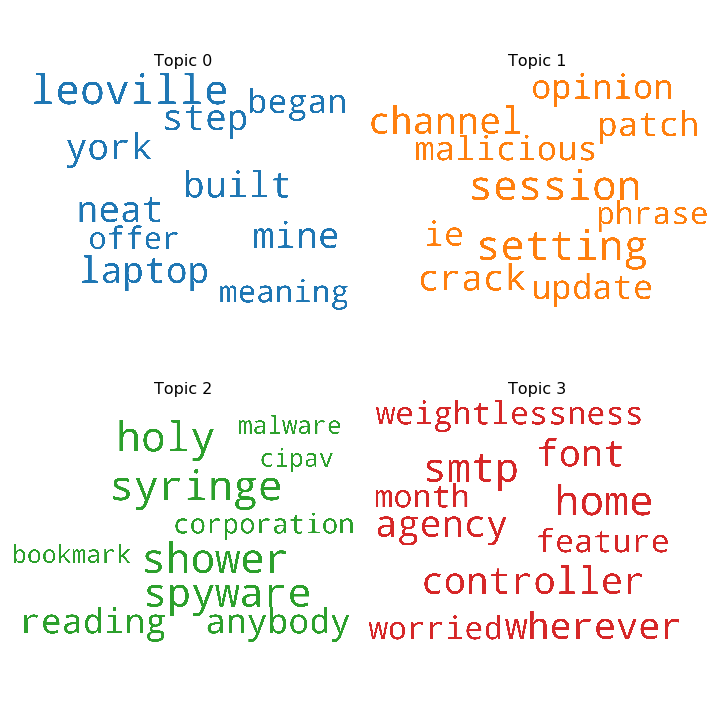 Topic 0
leoville
began
step
york
built
neat
offer
mine
laptop
meaning
Topic 1
opinion
channel
patch
malicious
session
phrase
ie
setting
crack
update
Topic 2
holy
malware
cipav
syringe
corporation
bookmark
shower
spyware
reading
anybody
Topic 3
weightlessness
smtp
font
month
home
agency
feature
controller
worried
wherever